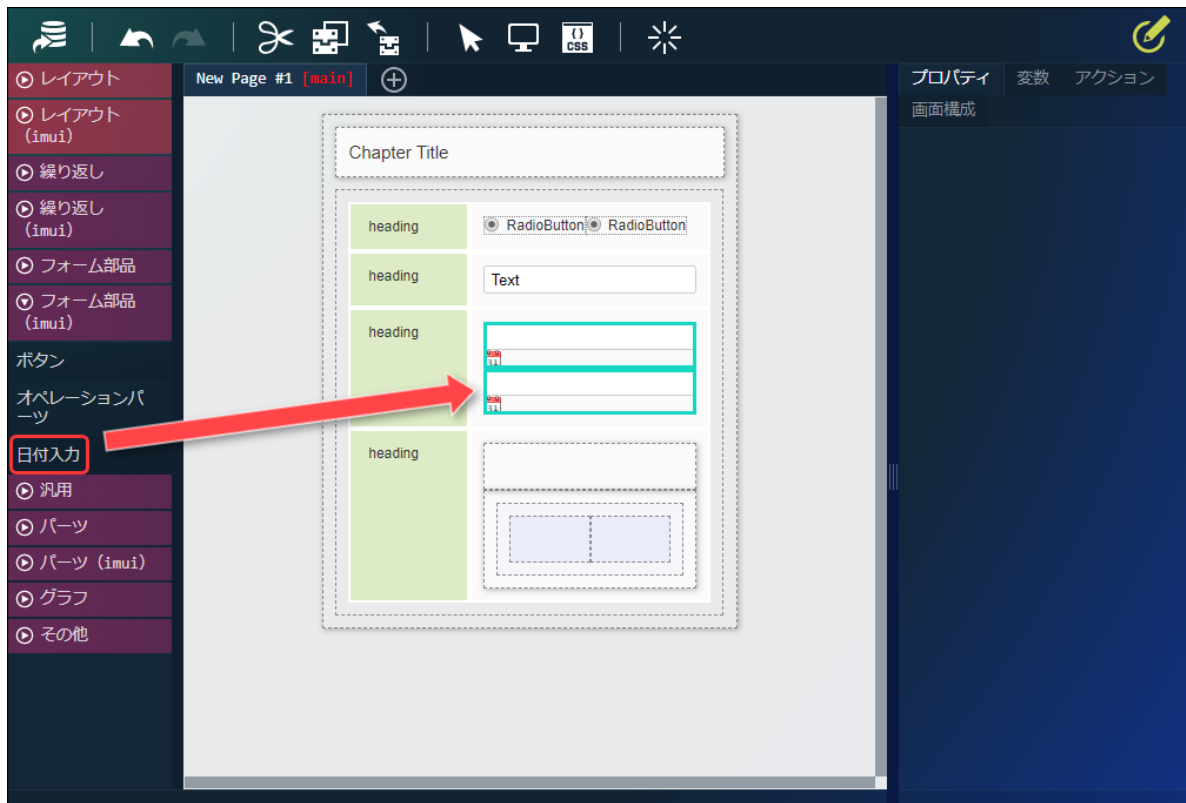 {}
CSS
レイアウト
レイアウト
（imui）
繰り返し
繰り返し
（imui）
フォーム部品
フォーム部品
（imui）
ボタン
オペレーションパ
ーツ
日付入力
汎用
パーツ
パーツ（imui）
グラフ
その他
New Page #1 [main]
Chapter Title
heading
RadioButton RadioButton
heading
Text
heading
31
31
heading
プロパティ 変数 アクション
画面構成